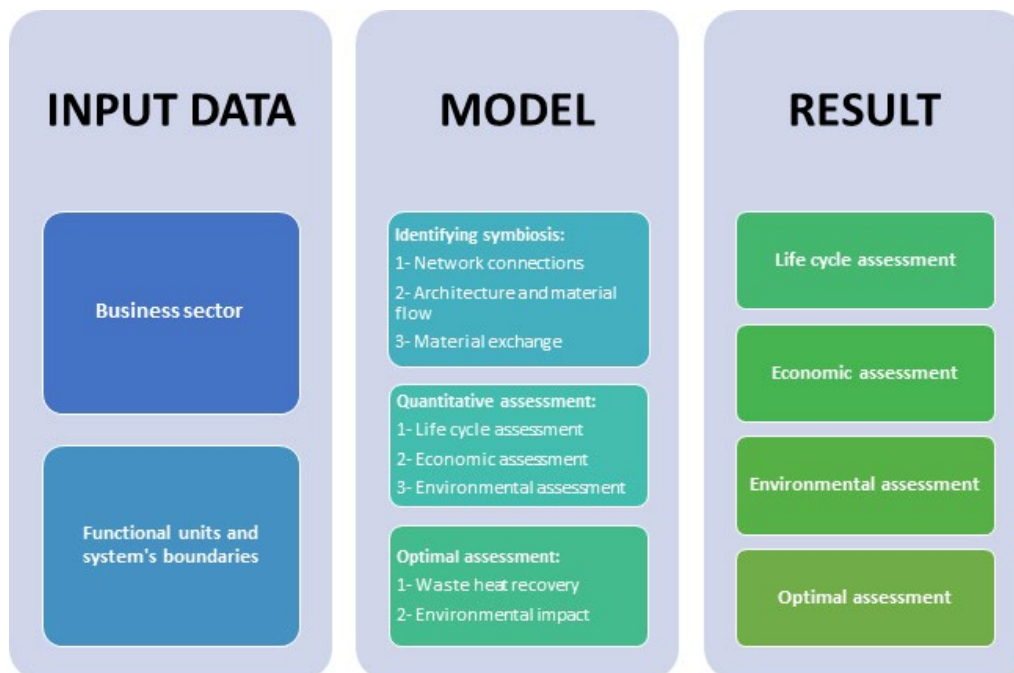 INPUT DATA
Business sector
Functional units and
system's boundaries
MODEL
Identifying symbiosis:
1- Network connections
2- Architecture and material
flow
3- Material exchange
Quantitative assessment:
1- Life cycle assessment
2- Economic assessment
3- Environmental assessment
Optimal assessment:
1- Waste heat recovery
2- Environmental impact
RESULT
Life cycle assessment
Economic assessment
Environmental assessment
Optimal assessment